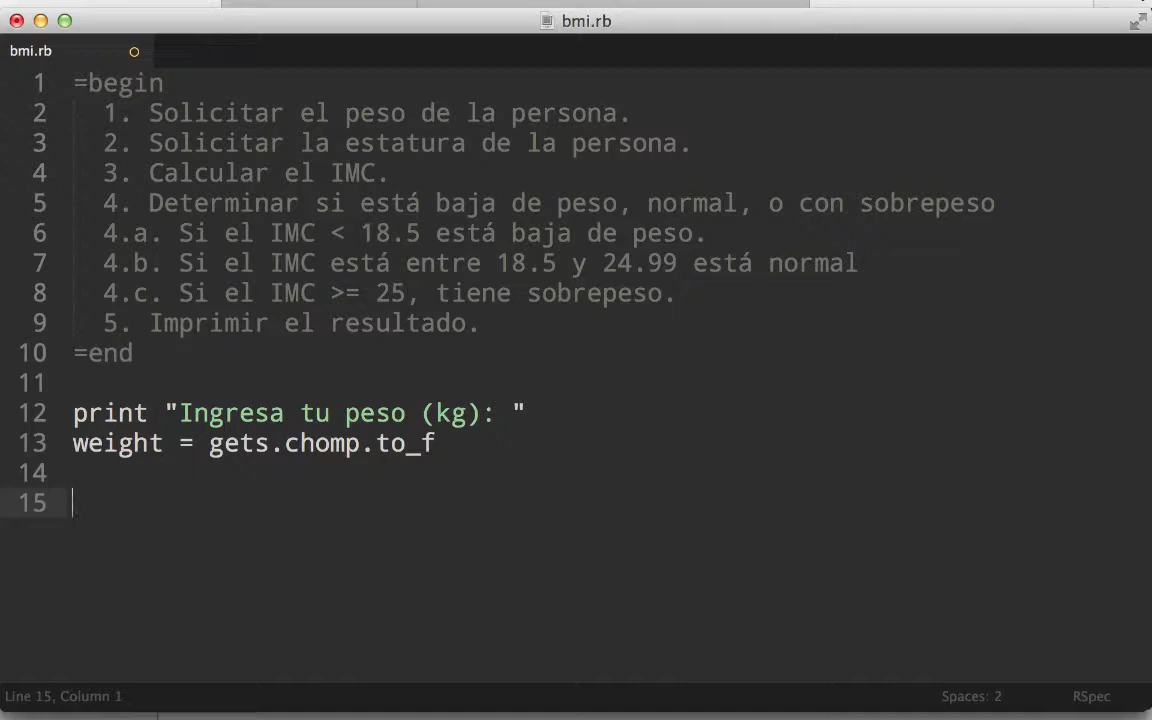 bmi.rb
bmi.rb
1 =begin
2 1. Solicitar el peso de la persona.
3 2. Solicitar la estatura de la persona.
4 3. Calcular el IMC.
5 4. Determinar si está baja de peso, normal, o con sobrepeso
6 4.a. Si el IMC < 18.5 está baja de peso.
7 4.b. Si el IMC está entre 18.5 y 24.99 está normal
8 4.c. Si el IMC >= 25, tiene sobrepeso.
9 5. Imprimir el resultado.
10 =end
11
12 print "Ingresa tu peso (kg): "
13 weight = gets.chomp.to_f
14
15
Line 15, Column 1 Spaces: 2 RSpec